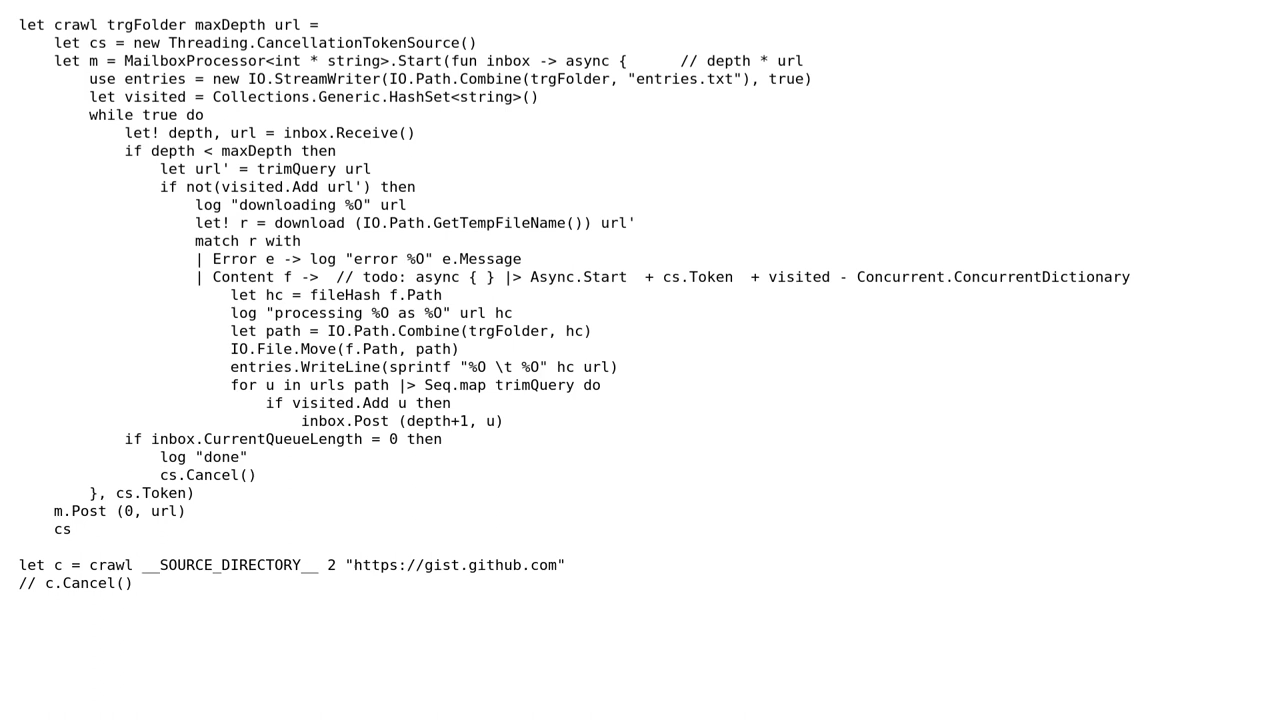 let crawl trgFolder maxDepth url =
    let cs = new Threading.CancellationTokenSource()
    let m = MailboxProcessor<int * string>.Start(fun inbox -> async {      // depth * url
        use entries = new IO.StreamWriter(IO.Path.Combine(trgFolder, "entries.txt"), true)
        let visited = Collections.Generic.HashSet<string>()
        while true do
            let! depth, url = inbox.Receive()
            if depth < maxDepth then
                let url' = trimQuery url
                if not(visited.Add url') then
                    log "downloading %O" url
                    let! r = download (IO.Path.GetTempFileName()) url'
                    match r with
                    | Error e -> log "error %O" e.Message
                    | Content f ->  // todo: async { } |> Async.Start  + cs.Token  + visited - Concurrent.ConcurrentDictionary
                        let hc = fileHash f.Path
                        log "processing %O as %O" url hc
                        let path = IO.Path.Combine(trgFolder, hc)
                        IO.File.Move(f.Path, path)
                        entries.WriteLine(sprintf "%O \t %O" hc url)
                        for u in urls path |> Seq.map trimQuery do
                            if visited.Add u then
                                inbox.Post (depth+1, u)
            if inbox.CurrentQueueLength = 0 then
                log "done"
                cs.Cancel()
        }, cs.Token)
    m.Post (0, url)
    cs

let c = crawl __SOURCE_DIRECTORY__ 2 "https://gist.github.com"
// c.Cancel()